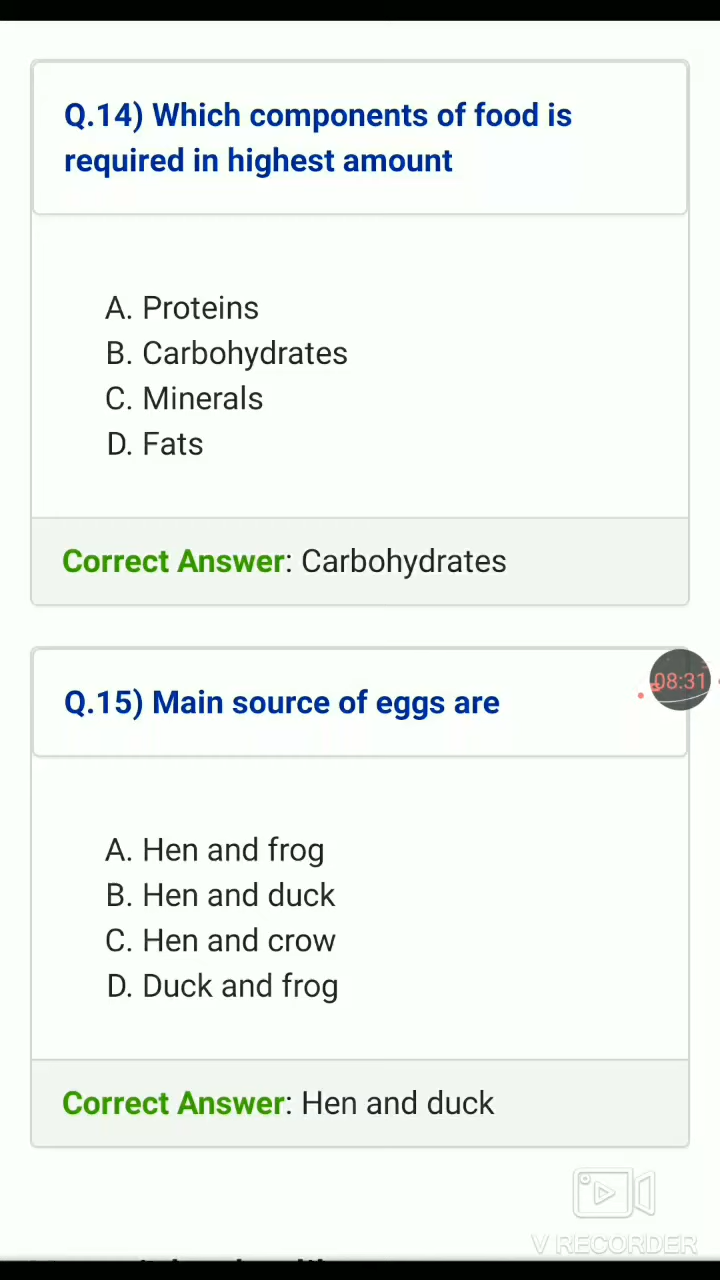 Q.14) Which components of food is
required in highest amount
A. Proteins
B. Carbohydrates
C. Minerals
D. Fats
Correct Answer: Carbohydrates
Q.15) Main source of eggs are
08:31
A. Hen and frog
B. Hen and duck
C. Hen and crow
D. Duck and frog
Correct Answer: Hen and duck
V RECORDER